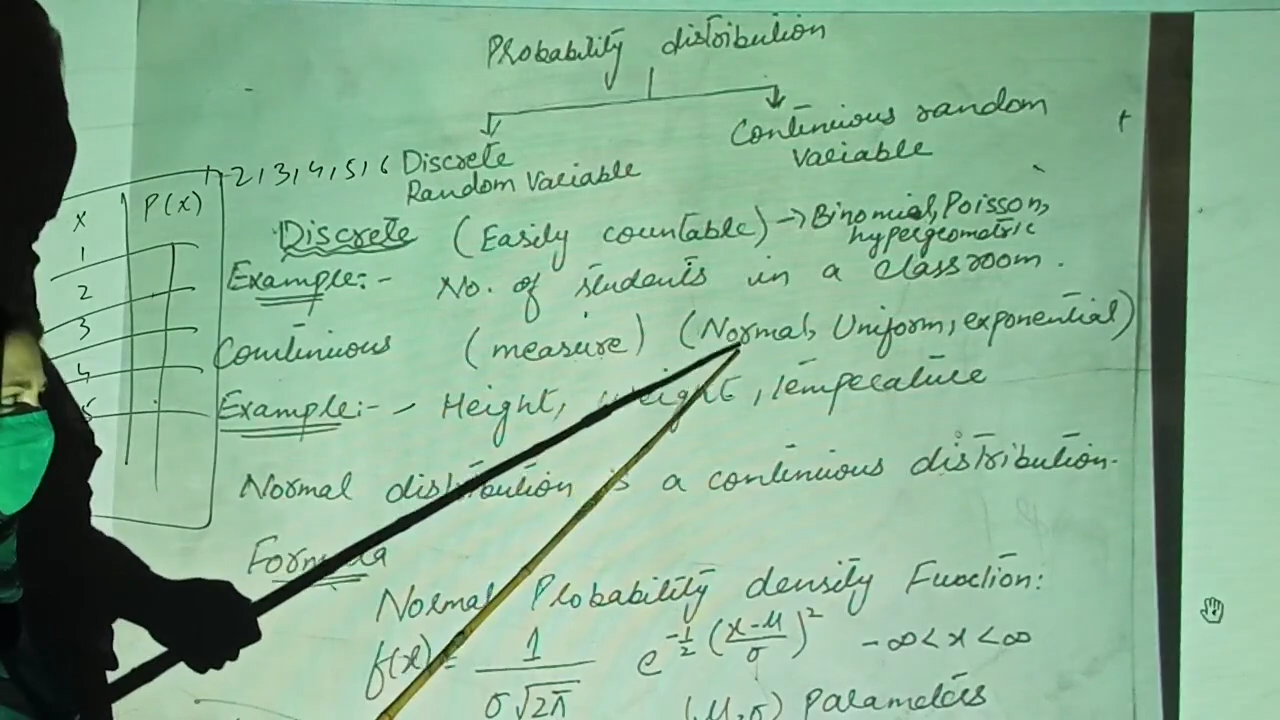 Probability distribution
Discrete
Random Variable
Continuous random
Variable
1, 2, 3, 4, 5, 6
x P(x)
1
2
3
4
5
Discrete (Easily countable) → Binomial, Poisson,
hypergeometric
Example:- No. of students in a classroom.
Continuous (measure) (Normal, Uniform, exponential)
Example:- - Height, weight, Temperature
Normal distribution is a continuous distribution.
Formula
Normal Probability density Function:
f(x) = 1/σ√2π e^-1/2 (x-μ/σ)^2 -∞ < x < ∞
(μ, σ) Parameters